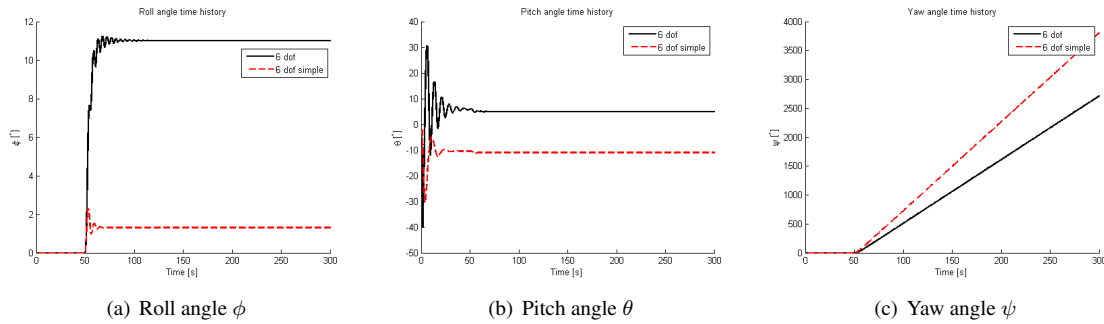 Roll angle time history
12
10
8
6
4
2
0
0 50 100 150 200 250 300
ϕ [°]
Time [s]
6 dof
6 dof simple
(a) Roll angle ϕ
Pitch angle time history
40
30
20
10
0
-10
-20
-30
-40
-50
0 50 100 150 200 250 300
θ [°]
Time [s]
6 dof
6 dof simple
(b) Pitch angle θ
Yaw angle time history
4000
3500
3000
2500
2000
1500
1000
500
0
0 50 100 150 200 250 300
ψ [°]
Time [s]
6 dof
6 dof simple
(c) Yaw angle ψ